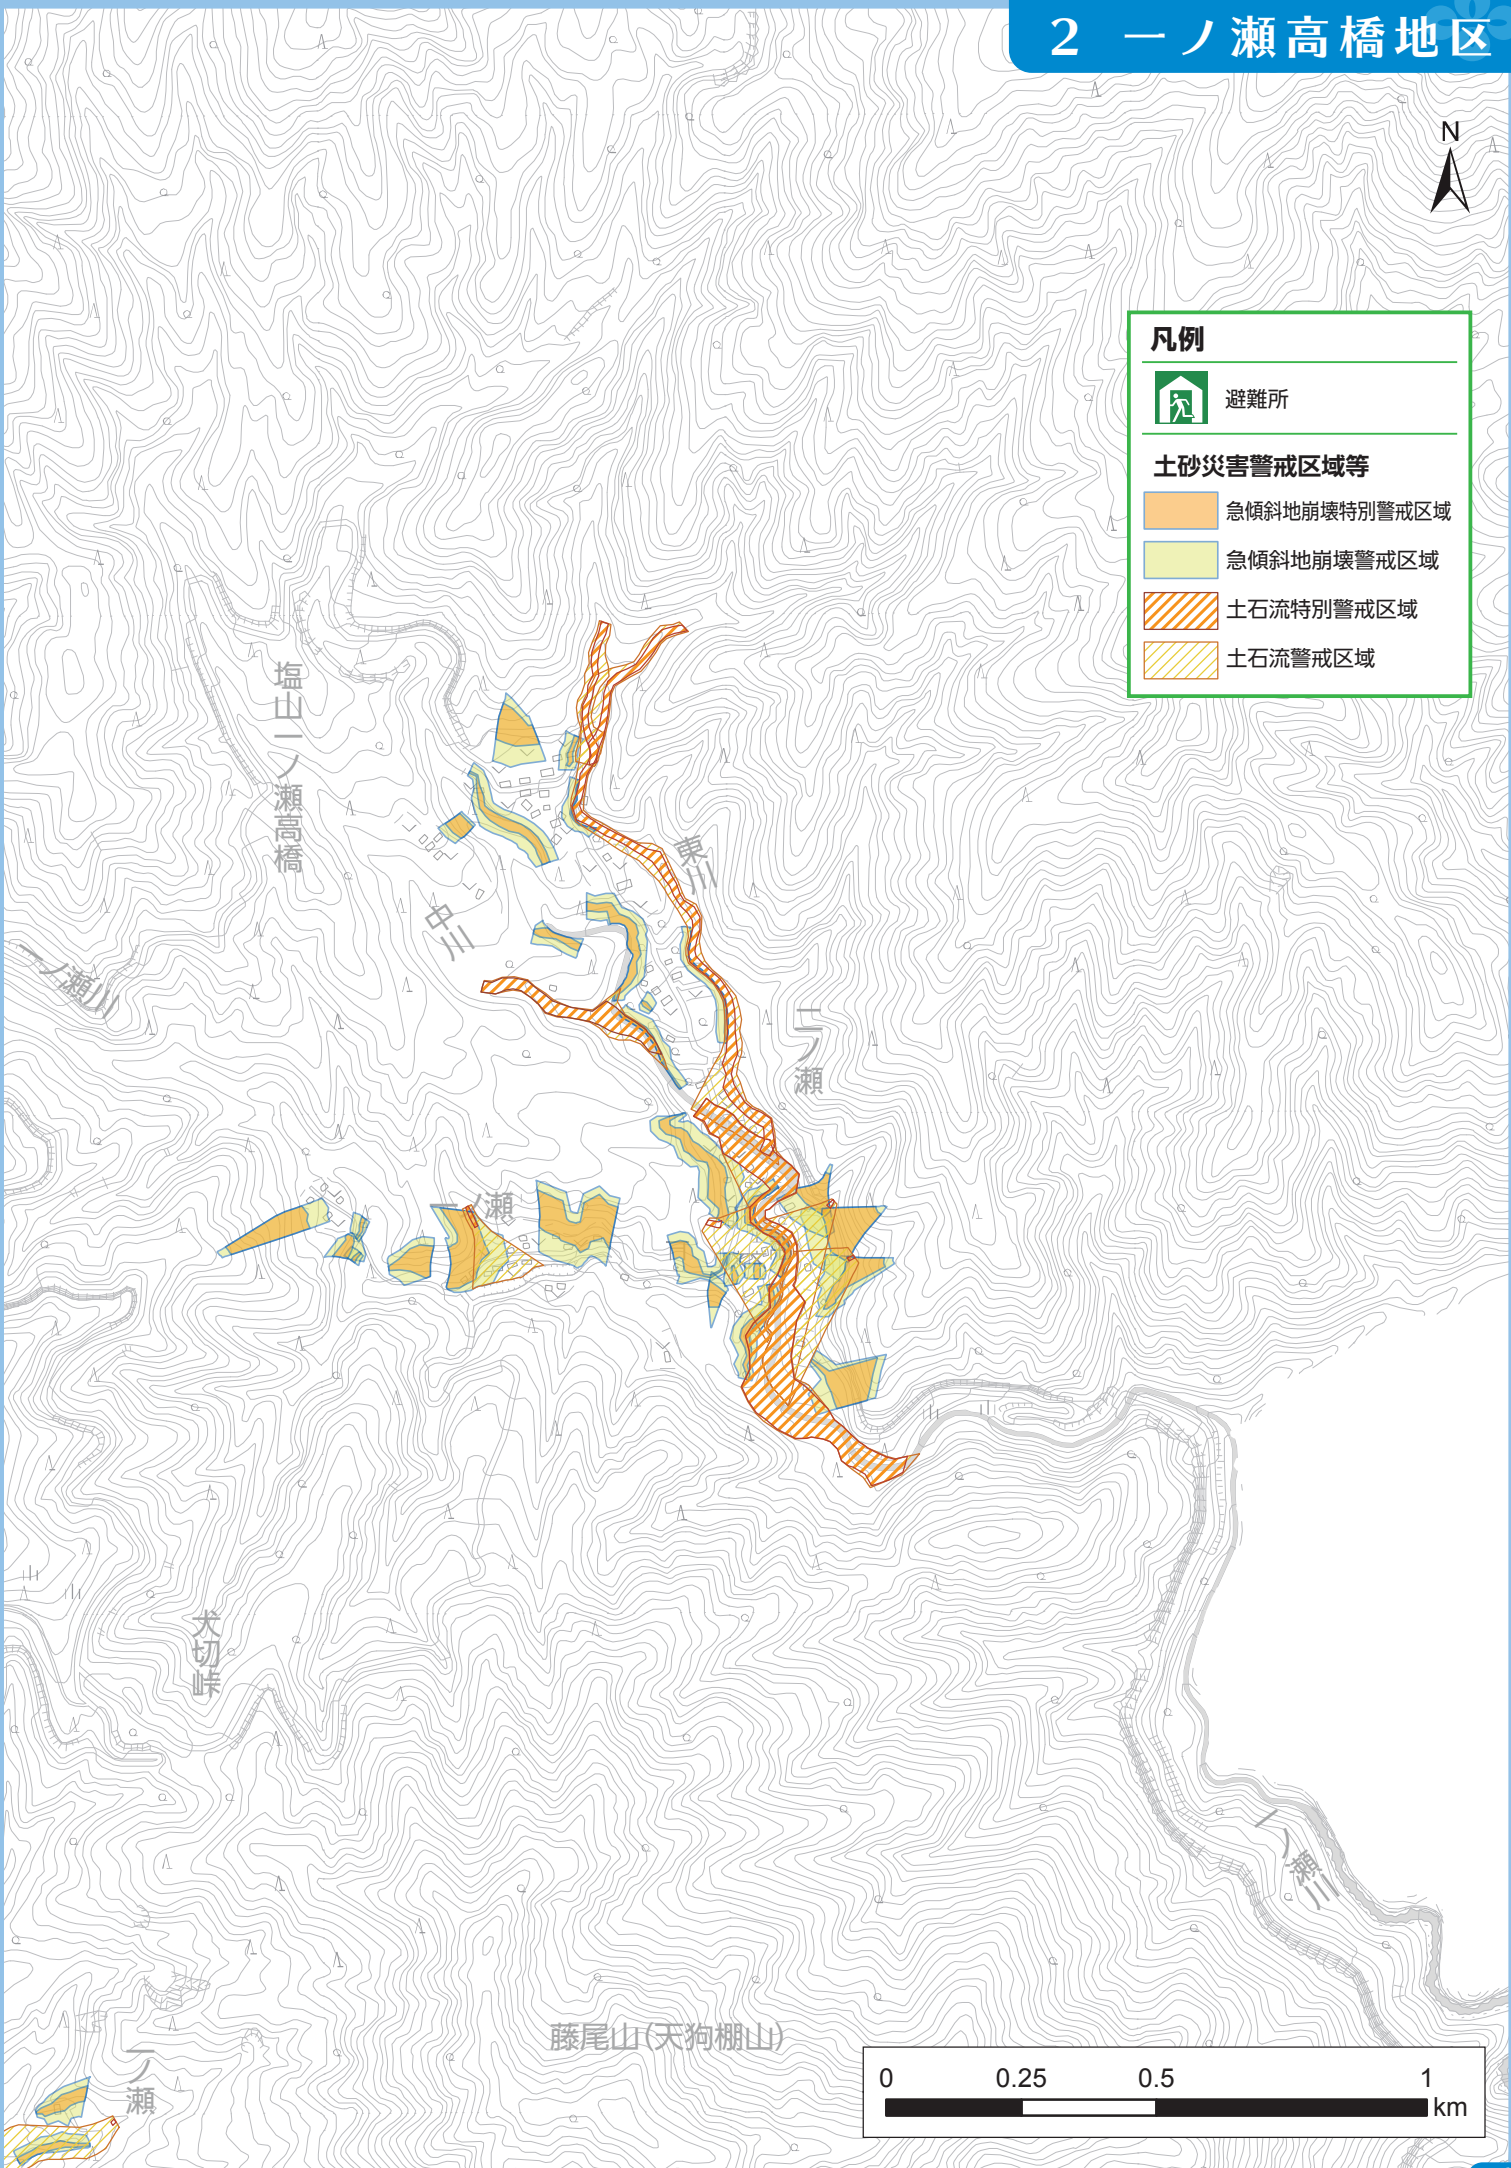 2 一ノ瀬高橋地区
N
凡例
避難所
土砂災害警戒区域等
急傾斜地崩壊特別警戒区域
急傾斜地崩壊警戒区域
土石流特別警戒区域
土石流警戒区域
塩山一ノ瀬高橋
東川
中川
一ノ瀬川
二ノ瀬
一ノ瀬
犬切峠
一ノ瀬川
藤尾山(天狗棚山)
一ノ瀬
0 0.25 0.5 1
km